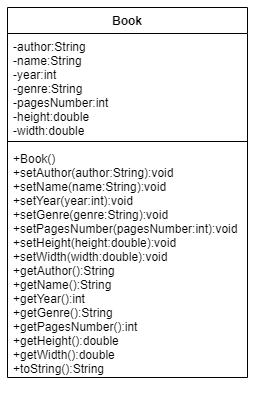 Book
-author:String
-name:String
-year:int
-genre:String
-pagesNumber:int
-height:double
-width:double
+Book()
+setAuthor(author:String):void
+setName(name:String):void
+setYear(year:int):void
+setGenre(genre:String):void
+setPagesNumber(pagesNumber:int):void
+setHeight(height:double):void
+setWidth(width:double):void
+getAuthor():String
+getName():String
+getYear():int
+getGenre():String
+getPagesNumber():int
+getHeight():double
+getWidth():double
+toString():String